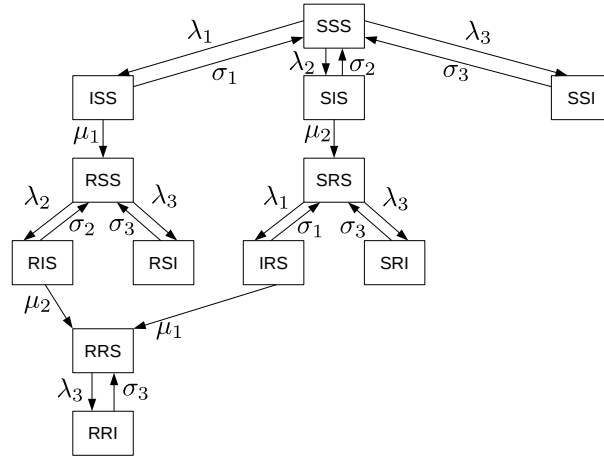 SSS
λ₁
λ₃
σ₁
λ₂
σ₂
σ₃
ISS
SIS
SSI
μ₁
μ₂
RSS
SRS
λ₂
λ₃
λ₁
λ₃
σ₂
σ₃
σ₁
σ₃
RIS
RSI
IRS
SRI
μ₂
μ₁
RRS
λ₃
σ₃
RRI